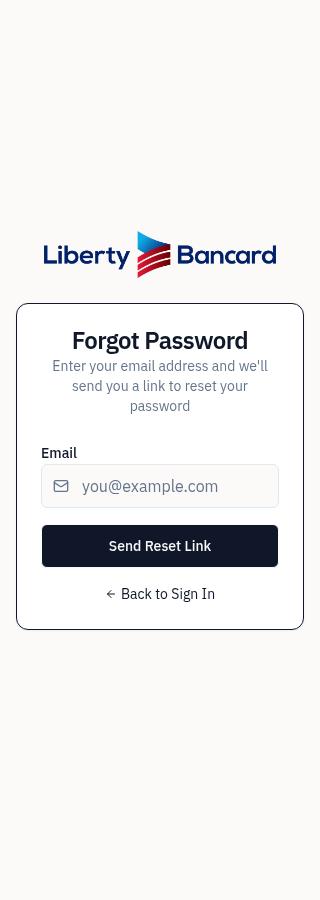 Liberty Bancard
Forgot Password
Enter your email address and we'll
send you a link to reset your
password
Email
you@example.com
Send Reset Link
← Back to Sign In